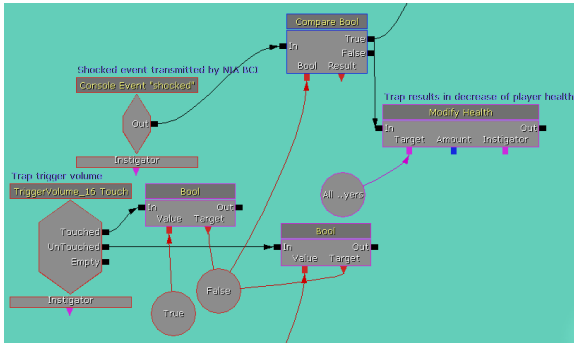 Compare Bool
In
True
False
Bool Result
Shocked event transmitted by NIA BCI
Console Event "shocked"
Out
Instigator
Trap results in decrease of player health
Modify Health
In Out
Target Amount Instigator
All ..yers
Trap trigger volume
TriggerVolume_16 Touch
Touched
UnTouched
Empty
Instigator
Bool
In Out
Value Target
Bool
In Out
Value Target
True
False